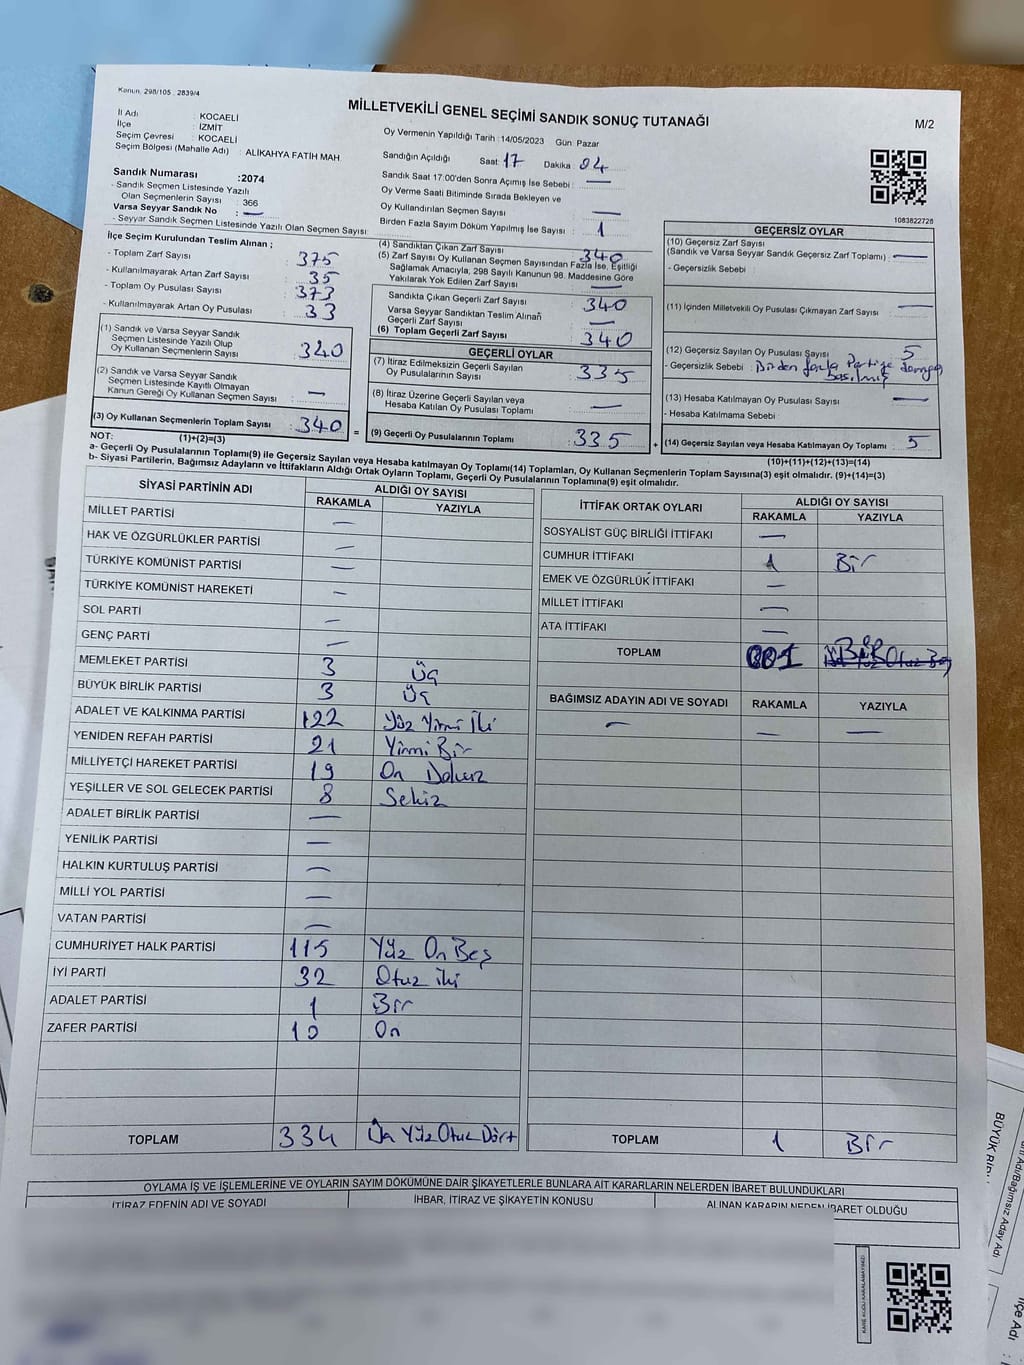 Kanun, 298/105 2839/4
MİLLETVEKİLİ GENEL SEÇİMİ SANDIK SONUÇ TUTANAĞI
M/2
İl Adı : KOCAELİ
İlçe : İZMİT
Seçim Çevresi : KOCAELİ
Seçim Bölgesi (Mahalle Adı) : ALİKAHYA FATİH MAH
Sandık Numarası :2074
- Sandık Seçmen Listesinde Yazılı
Olan Seçmenlerin Sayısı : 366
Varsa Seyyar Sandık No : —
- Seyyar Sandık Seçmen Listesinde Yazılı Olan Seçmen Sayısı:
Oy Vermenin Yapıldığı Tarih :14/05/2023 Gün Pazar
Sandığın Açıldığı Saat: 17 Dakika 04
Sandık Saat 17:00'den Sonra Açılmış İse Sebebi : —
Oy Verme Saati Bitiminde Sırada Bekleyen ve
Oy Kullandırılan Seçmen Sayısı : —
Birden Fazla Sayım Döküm Yapılmış İse Sayısı : 1
1083822726
İlçe Seçim Kurulundan Teslim Alınan ;
- Toplam Zarf Sayısı : 375
- Kullanılmayarak Artan Zarf Sayısı : 35
- Toplam Oy Pusulası Sayısı : 373
- Kullanılmayarak Artan Oy Pusulası : 33
(1) Sandık ve Varsa Seyyar Sandık
Seçmen Listesinde Yazılı Olup
Oy Kullanan Seçmenlerin Sayısı : 340
(2) Sandık ve Varsa Seyyar Sandık
Seçmen Listesinde Kayıtlı Olmayan
Kanun Gereği Oy Kullanan Seçmen Sayısı : —
(3) Oy Kullanan Seçmenlerin Toplam Sayısı : 340
(4) Sandıktan Çıkan Zarf Sayısı : 340
(5) Zarf Sayısı Oy Kullanan Seçmen Sayısından Fazla İse, Eşitliği
Sağlamak Amacıyla, 298 Sayılı Kanunun 98. Maddesine Göre
Yakılarak Yok Edilen Zarf Sayısı : —
Sandıkta Çıkan Geçerli Zarf Sayısı : 340
Varsa Seyyar Sandıktan Teslim Alınan
Geçerli Zarf Sayısı : —
(6) Toplam Geçerli Zarf Sayısı : 340
GEÇERLİ OYLAR
(7) İtiraz Edilmeksizin Geçerli Sayılan
Oy Pusulalarının Sayısı : 335
(8) İtiraz Üzerine Geçerli Sayılan veya
Hesaba Katılan Oy Pusulası Toplamı : —
= (9) Geçerli Oy Pusulalarının Toplamı : 335 +
GEÇERSİZ OYLAR
(10) Geçersiz Zarf Sayısı
(Sandık ve Varsa Seyyar Sandık Geçersiz Zarf Toplamı) : —
- Geçersizlik Sebebi
(11) İçinden Milletvekili Oy Pusulası Çıkmayan Zarf Sayısı : —
(12) Geçersiz Sayılan Oy Pusulası Sayısı : 5
- Geçersizlik Sebebi : Birden fazla Partiye damga
basılmış
(13) Hesaba Katılmayan Oy Pusulası Sayısı : —
- Hesaba Katılmama Sebebi :
(14) Geçersiz Sayılan veya Hesaba Katılmayan Oy Toplamı : 5
NOT: (1)+(2)=(3) (10)+(11)+(12)+(13)=(14)
a- Geçerli Oy Pusulalarının Toplamı(9) ile Geçersiz Sayılan veya Hesaba katılmayan Oy Toplamı(14) Toplamları, Oy Kullanan Seçmenlerin Toplam Sayısına(3) eşit olmalıdır. (9)+(14)=(3)
b- Siyasi Partilerin, Bağımsız Adayların ve İttifakların Aldığı Ortak Oyların Toplamı, Geçerli Oy Pusulalarının Toplamına(9) eşit olmalıdır.
SİYASİ PARTİNİN ADI ALDIĞI OY SAYISI
RAKAMLA YAZIYLA
MİLLET PARTİSİ —
HAK VE ÖZGÜRLÜKLER PARTİSİ —
TÜRKİYE KOMÜNİST PARTİSİ —
TÜRKİYE KOMÜNİST HAREKETİ —
SOL PARTİ —
GENÇ PARTİ —
MEMLEKET PARTİSİ 3 Üç
BÜYÜK BİRLİK PARTİSİ 3 Üç
ADALET VE KALKINMA PARTİSİ 122 Yüz Yirmi İki
YENİDEN REFAH PARTİSİ 21 Yirmi Bir
MİLLİYETÇİ HAREKET PARTİSİ 19 On Dokuz
YEŞİLLER VE SOL GELECEK PARTİSİ 8 Sekiz
ADALET BİRLİK PARTİSİ —
YENİLİK PARTİSİ —
HALKIN KURTULUŞ PARTİSİ —
MİLLİ YOL PARTİSİ —
VATAN PARTİSİ —
CUMHURİYET HALK PARTİSİ 115 Yüz On Beş
İYİ PARTİ 32 Otuz iki
ADALET PARTİSİ 1 Bir
ZAFER PARTİSİ 10 On
TOPLAM 334 Üç Yüz Otuz Dört
İTTİFAK ORTAK OYLARI ALDIĞI OY SAYISI
RAKAMLA YAZIYLA
SOSYALİST GÜÇ BİRLİĞİ İTTİFAKI —
CUMHUR İTTİFAKI 1 Bir
EMEK VE ÖZGÜRLÜK İTTİFAKI —
MİLLET İTTİFAKI —
ATA İTTİFAKI —
TOPLAM 001 BİR
BAĞIMSIZ ADAYIN ADI VE SOYADI RAKAMLA YAZIYLA
— — —
TOPLAM 1 Bir
OYLAMA İŞ VE İŞLEMLERİNE VE OYLARIN SAYIM DÖKÜMÜNE DAİR ŞİKAYETLERLE BUNLARA AİT KARARLARIN NELERDEN İBARET BULUNDUKLARI
İTİRAZ EDENİN ADI VE SOYADI İHBAR, İTİRAZ VE ŞİKAYETİN KONUSU ALINAN KARARIN NEDEN İBARET OLDUĞU
KARE KODU KARALAMAYINIZ!